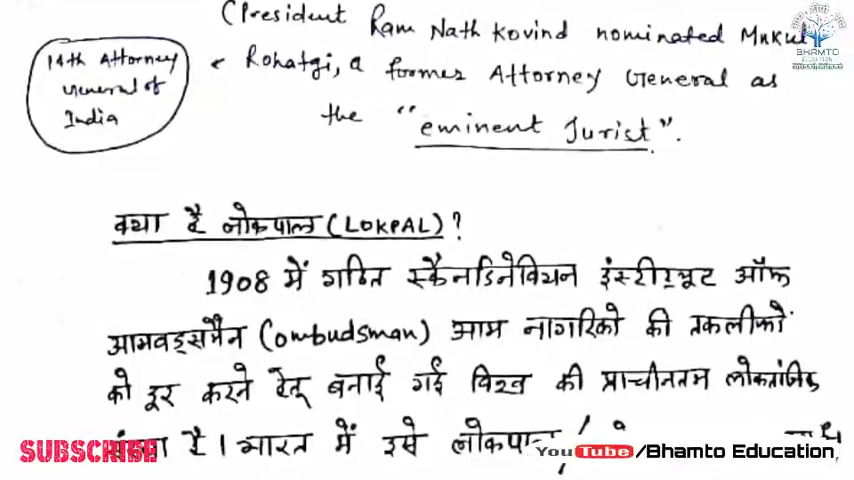 (President Ram Nath Kovind nominated Mukul
Rohatgi, a former Attorney General as
the "eminent Jurist".
14th Attorney
General of
India
BHAMTO
EDUCATION
क्या है लोकपाल (LOKPAL) ?
1908 में गठित स्कैनडिनेवियन इंस्टीट्यूट ऑफ
आमबड्समैन (Ombudsman) आम नागरिको की तकलीफों
को दूर करने हेतू बनाई गई विश्व की प्राचीनतम लोकतांत्रिक
है । भारत में उसे लोकपाल
SUBSCRIBE
YouTube/Bhamto Education